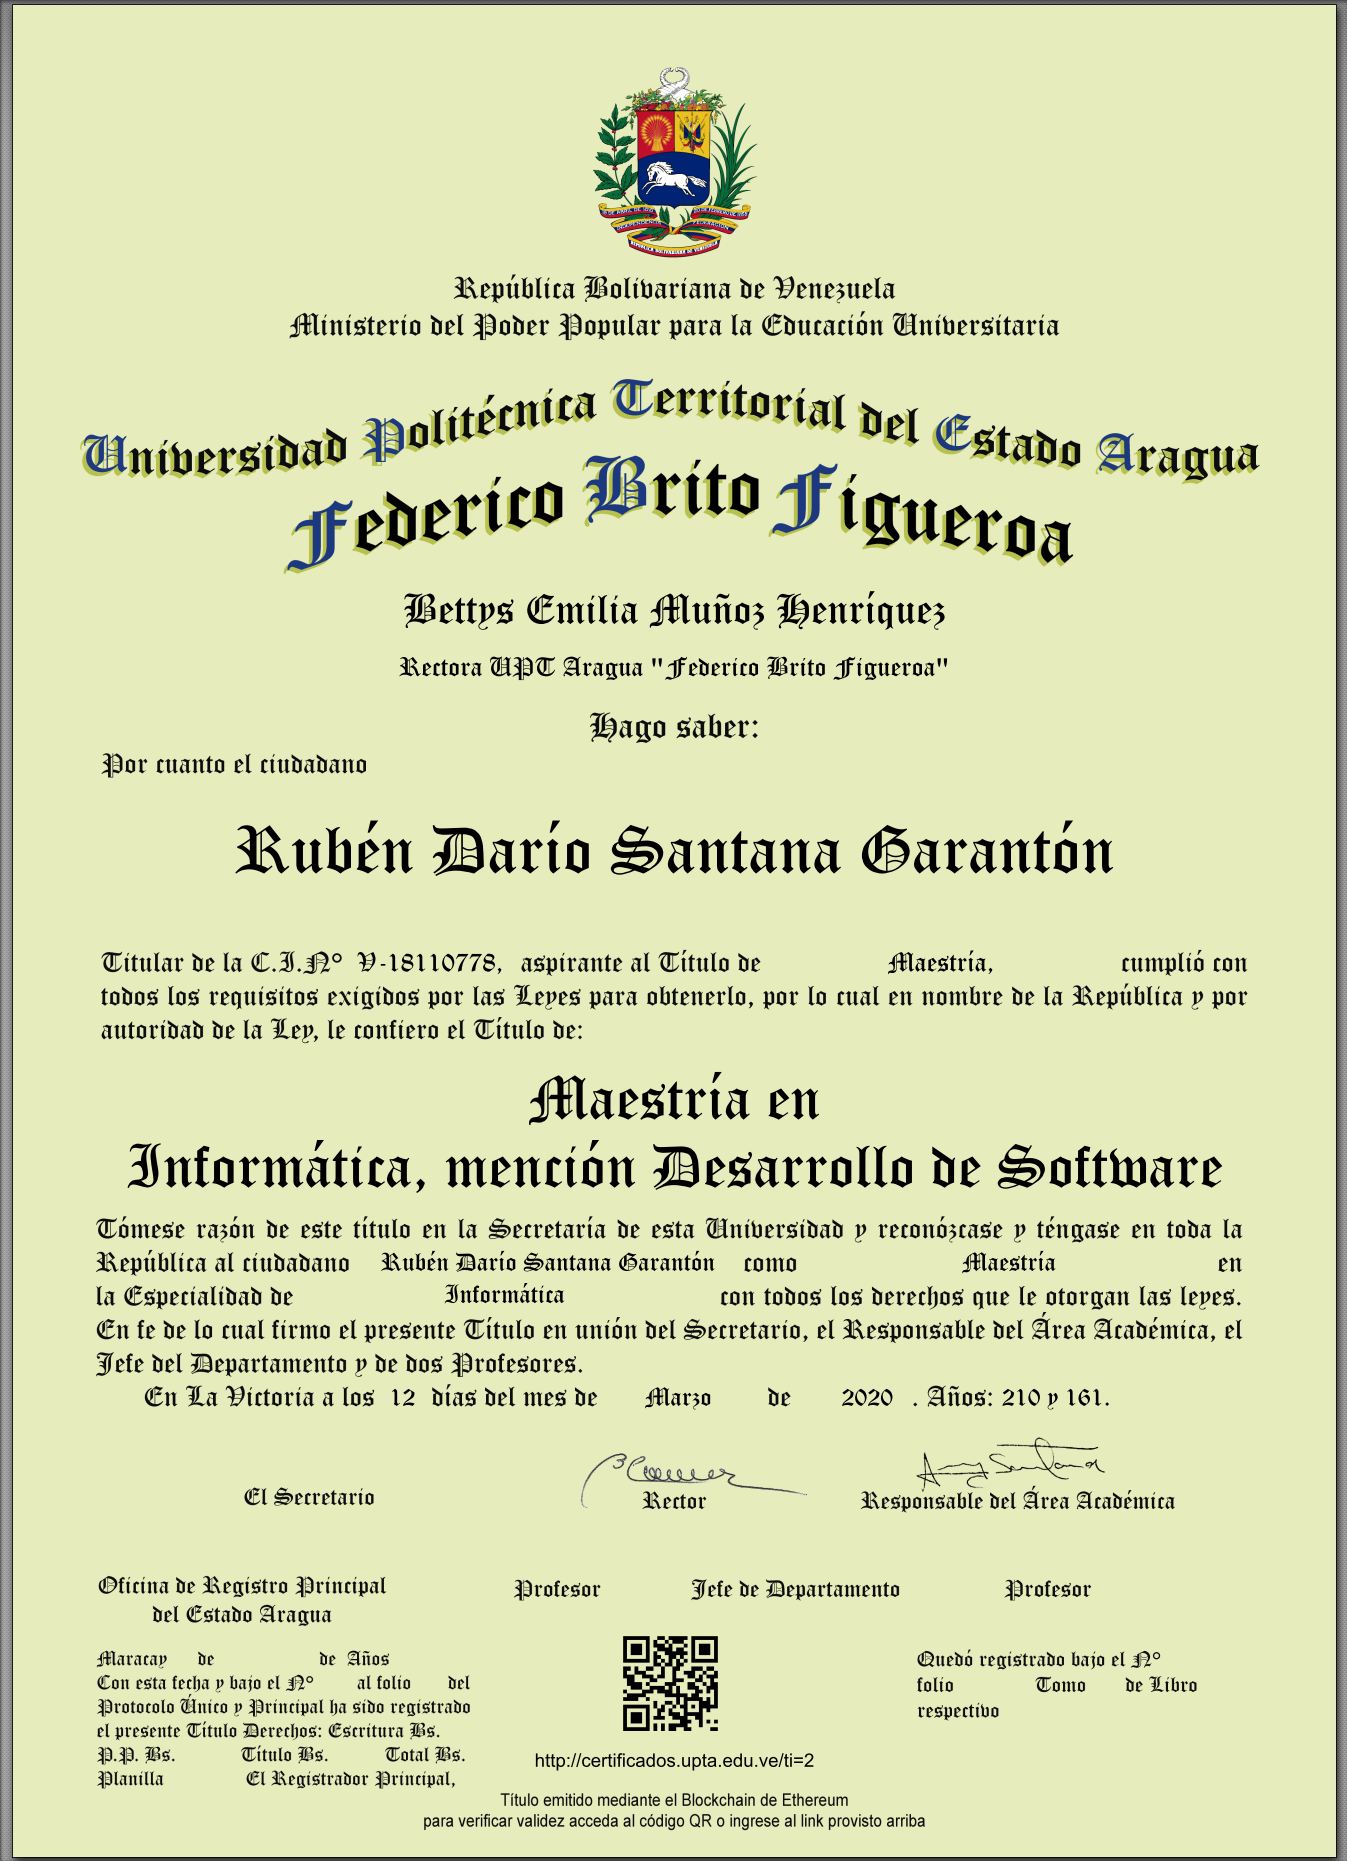 República Bolivariana de Venezuela
Ministerio del Poder Popular para la Educación Universitaria
Universidad Politécnica Territorial del Estado Aragua
Federico Brito Figueroa
Bettys Emilia Muñoz Henríquez
Rectora UPT Aragua "Federico Brito Figueroa"
Hago saber:
Por cuanto el ciudadano
Rubén Darío Santana Garantón
Titular de la C.I.Nº V-18110778, aspirante al Título de Maestría, cumplió con
todos los requisitos exigidos por las Leyes para obtenerlo, por lo cual en nombre de la República y por
autoridad de la Ley, le confiero el Título de:
Maestría en
Informática, mención Desarrollo de Software
Tómese razón de este título en la Secretaría de esta Universidad y reconózcase y téngase en toda la
República al ciudadano Rubén Darío Santana Garantón como Maestría en
la Especialidad de Informática con todos los derechos que le otorgan las leyes.
En fe de lo cual firmo el presente Título en unión del Secretario, el Responsable del Área Académica, el
Jefe del Departamento y de dos Profesores.
En La Victoria a los 12 días del mes de Marzo de 2020 . Años: 210 y 161.
El Secretario
Rector
Responsable del Área Académica
Oficina de Registro Principal
del Estado Aragua
Profesor
Jefe de Departamento
Profesor
Maracay de de Años
Con esta fecha y bajo el Nº al folio del
Protocolo Único y Principal ha sido registrado
el presente Título Derechos: Escritura Bs.
P.P. Bs. Título Bs. Total Bs.
Planilla El Registrador Principal,
Quedó registrado bajo el Nº
folio Tomo de Libro
respectivo
http://certificados.upta.edu.ve/ti=2
Título emitido mediante el Blockchain de Ethereum
para verificar validez acceda al código QR o ingrese al link provisto arriba